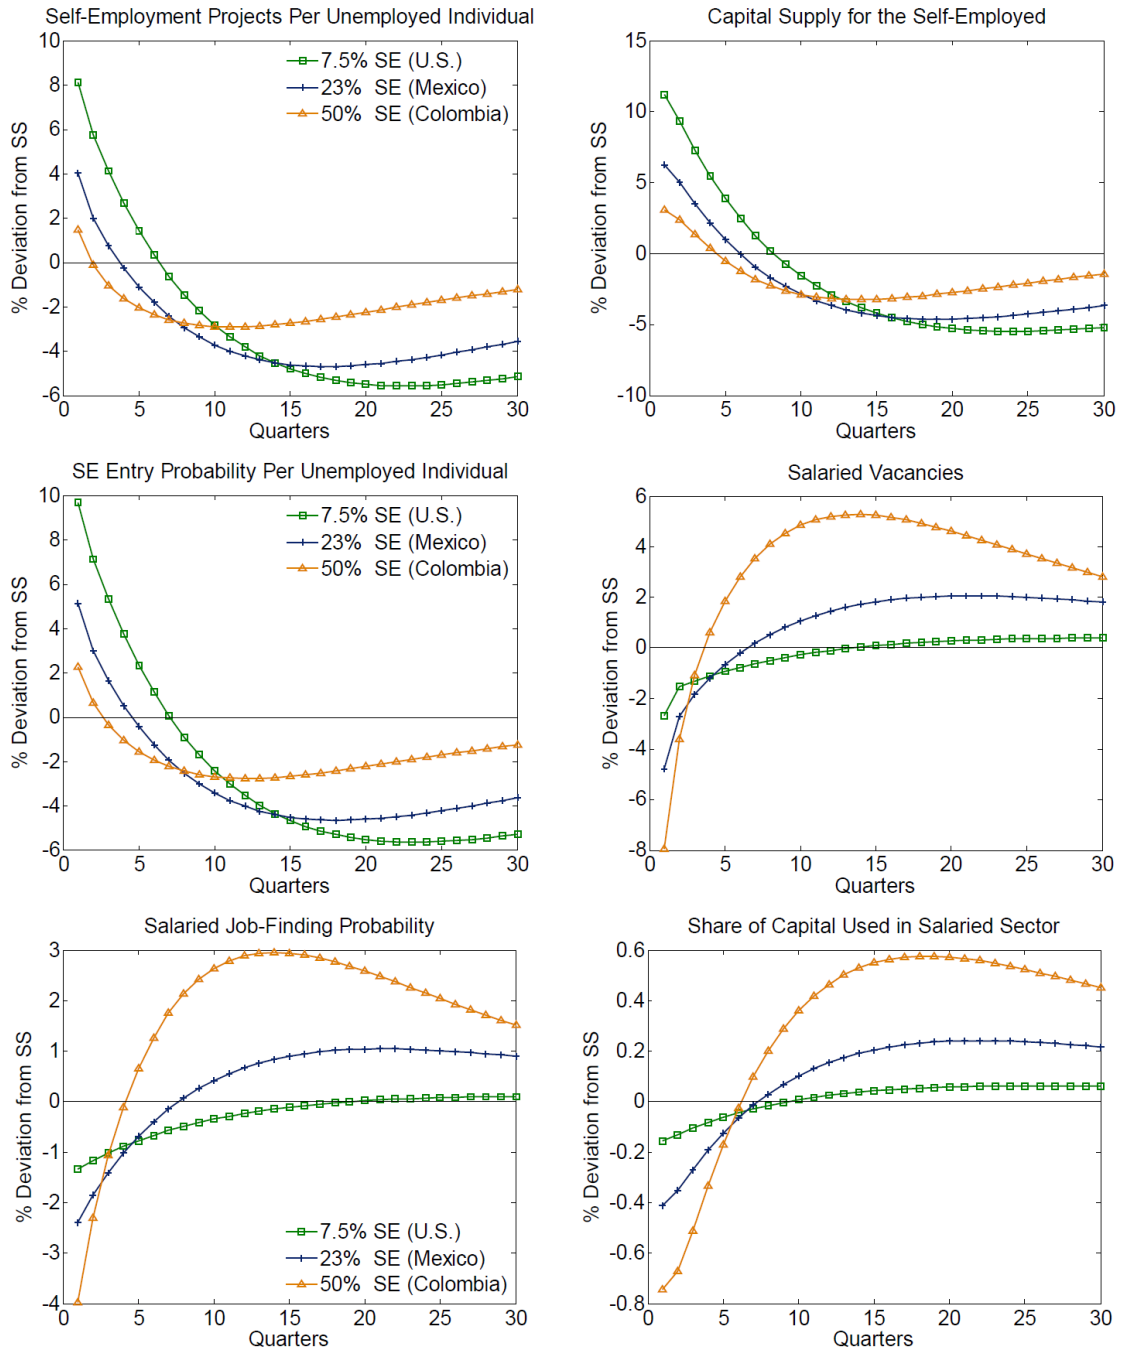 Self-Employment Projects Per Unemployed Individual
% Deviation from SS
10
8
6
4
2
0
-2
-4
-6
7.5% SE (U.S.)
23% SE (Mexico)
50% SE (Colombia)
0 5 10 15 20 25 30
Quarters
Capital Supply for the Self-Employed
% Deviation from SS
15
10
5
0
-5
-10
0 5 10 15 20 25 30
Quarters
SE Entry Probability Per Unemployed Individual
% Deviation from SS
10
8
6
4
2
0
-2
-4
-6
7.5% SE (U.S.)
23% SE (Mexico)
50% SE (Colombia)
0 5 10 15 20 25 30
Quarters
Salaried Vacancies
% Deviation from SS
6
4
2
0
-2
-4
-6
-8
0 5 10 15 20 25 30
Quarters
Salaried Job-Finding Probability
% Deviation from SS
3
2
1
0
-1
-2
-3
-4
7.5% SE (U.S.)
23% SE (Mexico)
50% SE (Colombia)
0 5 10 15 20 25 30
Quarters
Share of Capital Used in Salaried Sector
% Deviation from SS
0.6
0.4
0.2
0
-0.2
-0.4
-0.6
-0.8
0 5 10 15 20 25 30
Quarters